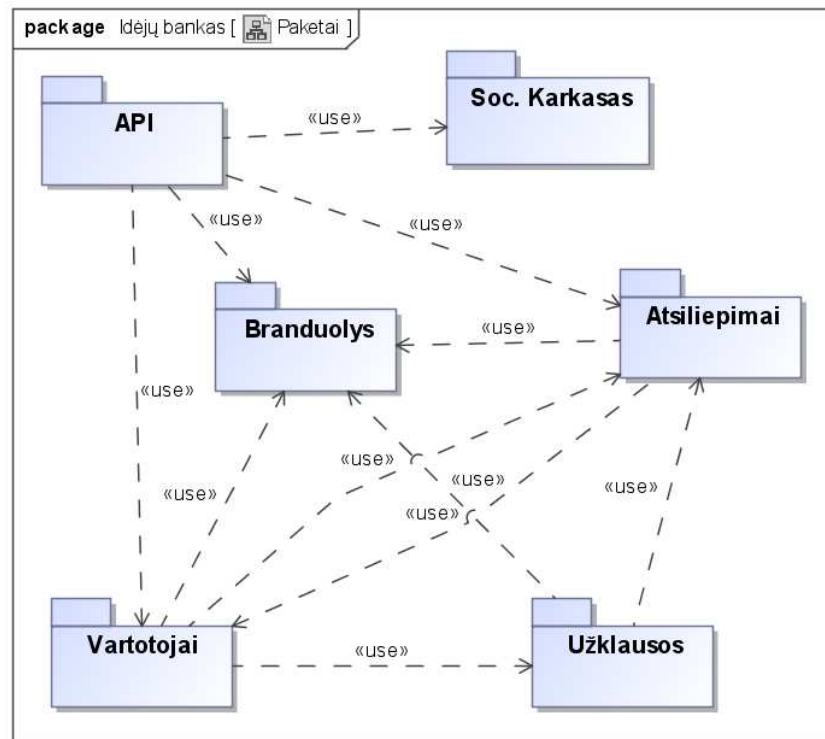 package Idėjų bankas [ Paketai ]
Soc. Karkasas
API
«use»
«use»
«use»
Branduolys
Atsiliepimai
«use»
«use»
«use»
«use»
«use»
«use»
«use»
Vartotojai
Užklausos
«use»